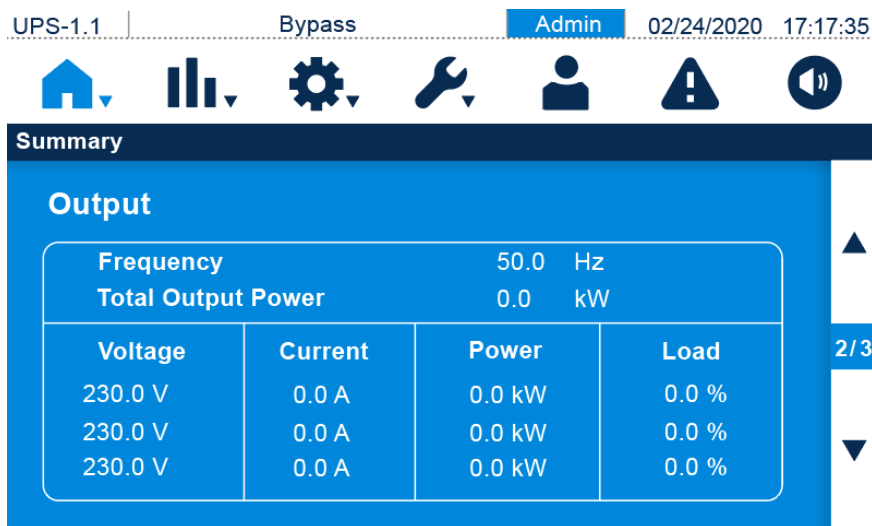 UPS-1.1 Bypass Admin 02/24/2020 17:17:35
Summary
Output
Frequency 50.0 Hz
Total Output Power 0.0 kW
Voltage Current Power Load
230.0 V 0.0 A 0.0 kW 0.0 %
230.0 V 0.0 A 0.0 kW 0.0 %
230.0 V 0.0 A 0.0 kW 0.0 %
2/3